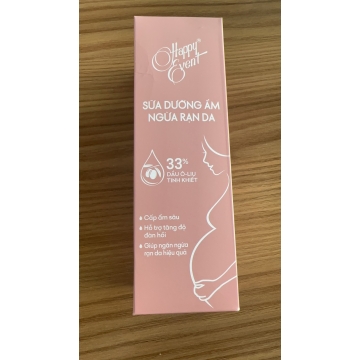 Happy®
Event
SỮA DƯỠNG ẨM
NGỪA RẠN DA
33%
DẦU Ô-LIU
TINH KHIẾT
Cấp ẩm sâu
Hỗ trợ tăng độ
đàn hồi
Giúp ngăn ngừa
rạn da hiệu quả